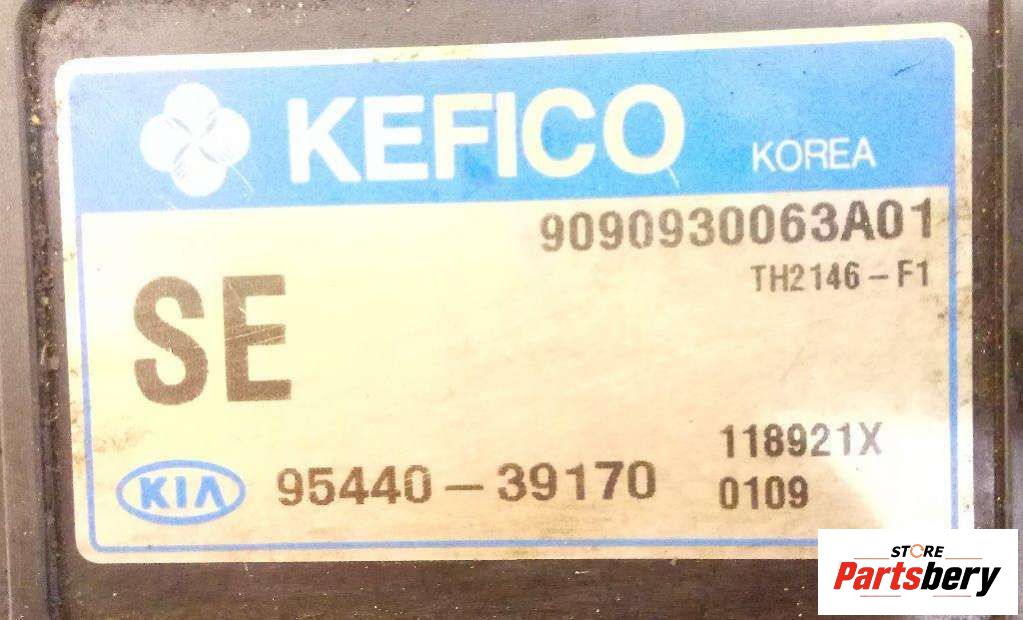 KEFICO KOREA
9090930063A01
TH2146-F1
SE
118921X
KIA 95440-39170 0109
STORE
Partsbery